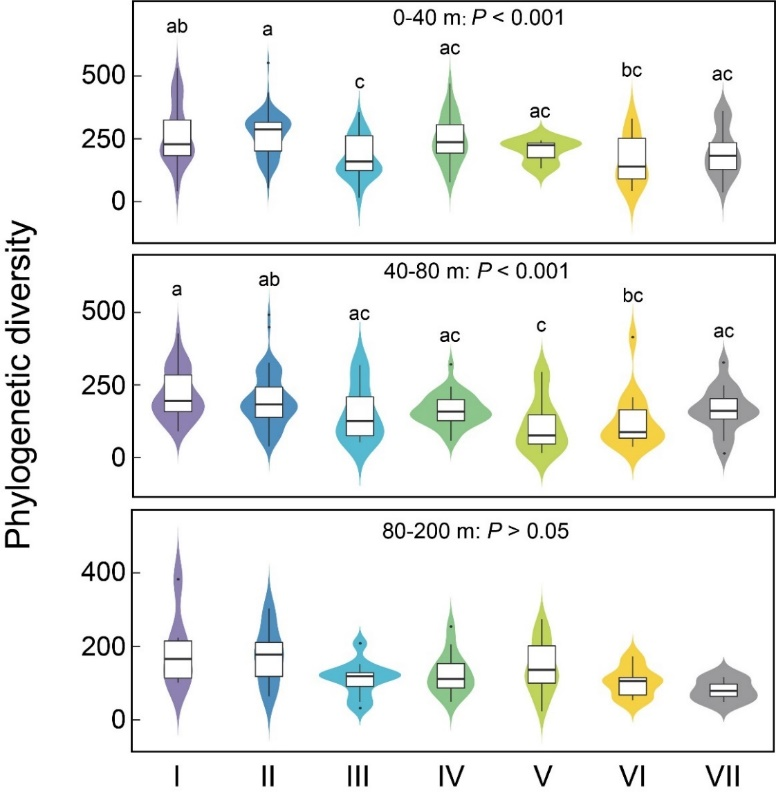 Phylogenetic diversity
0-40 m: P < 0.001
ab a c ac ac bc ac
500
250
0
40-80 m: P < 0.001
a ab ac ac c bc ac
500
250
0
80-200 m: P > 0.05
400
200
0
I II III IV V VI VII